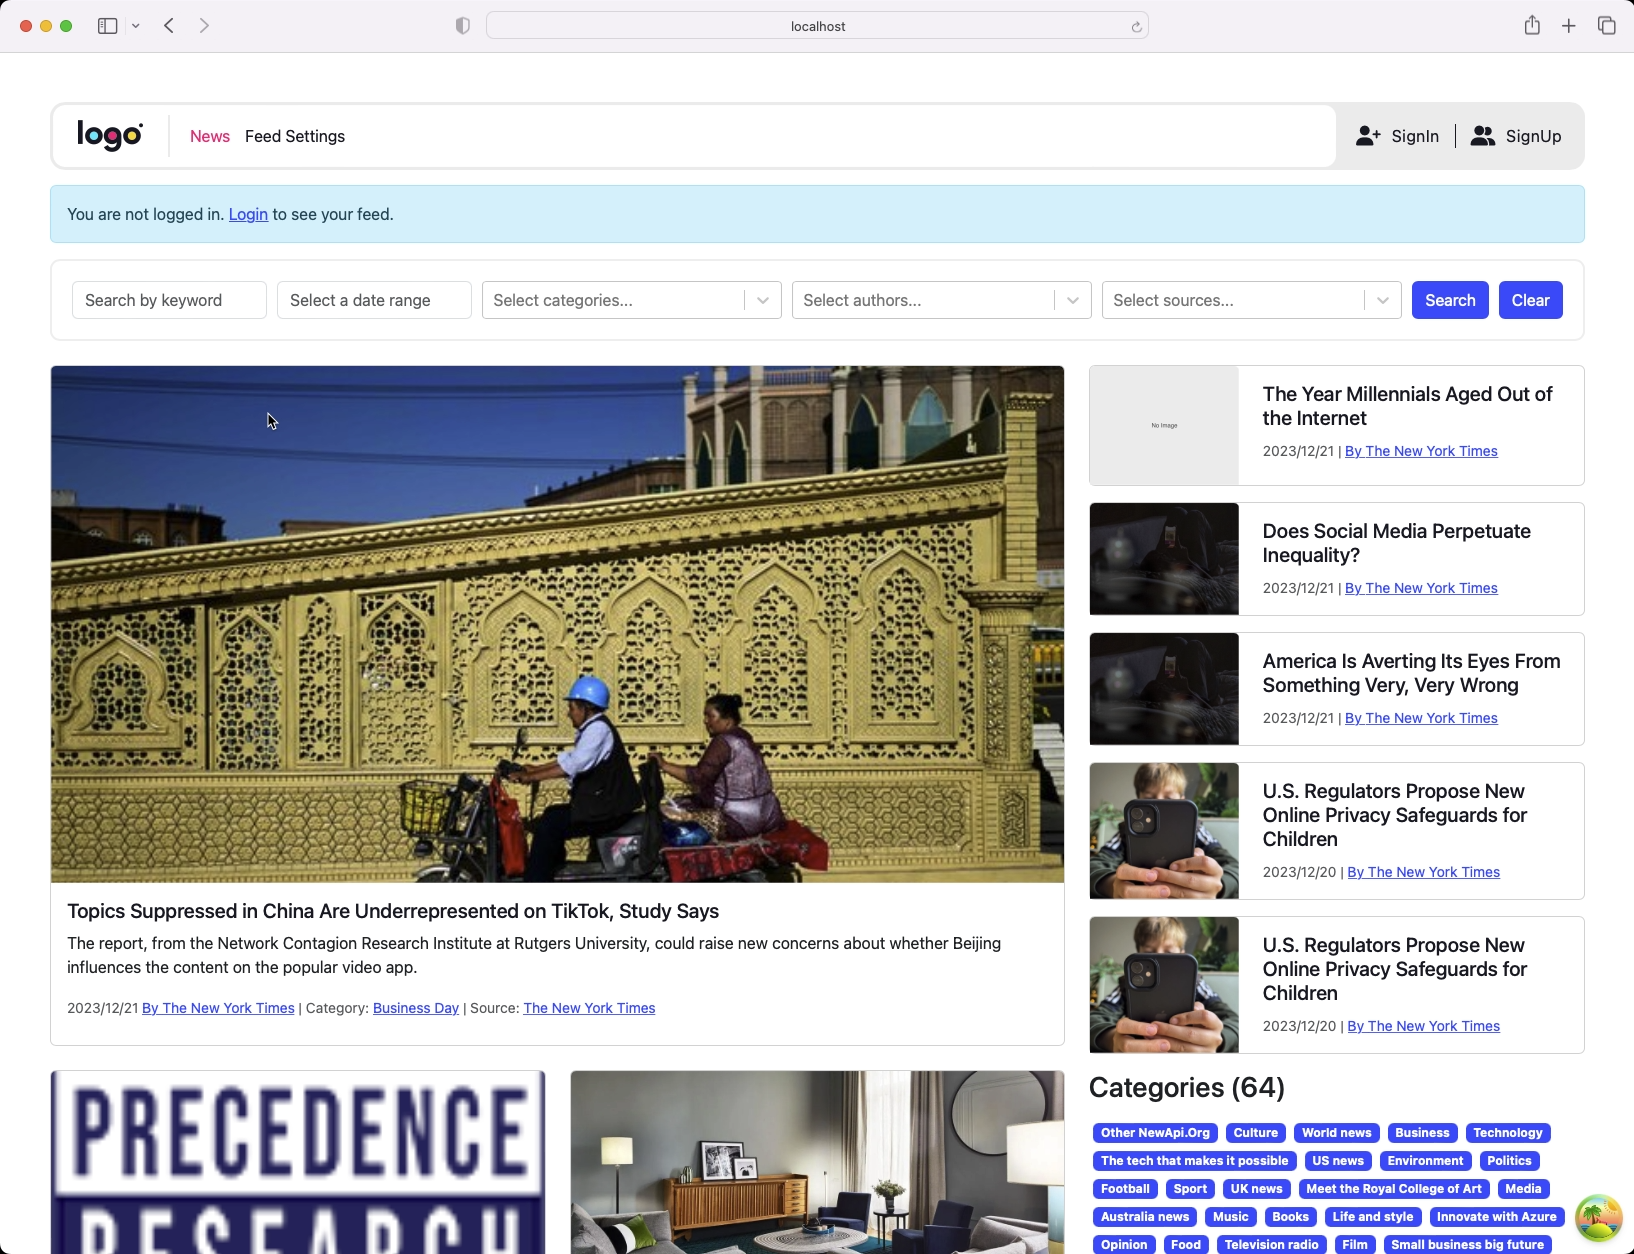 localhost
logo
News Feed Settings
SignIn
SignUp
You are not logged in. Login to see your feed.
Search by keyword
Select a date range
Select categories...
Select authors...
Select sources...
Search
Clear
Topics Suppressed in China Are Underrepresented on TikTok, Study Says
The report, from the Network Contagion Research Institute at Rutgers University, could raise new concerns about whether Beijing
influences the content on the popular video app.
2023/12/21 By The New York Times | Category: Business Day | Source: The New York Times
PRECEDENCE
RESEARCH
No Image
The Year Millennials Aged Out of
the Internet
2023/12/21 | By The New York Times
Does Social Media Perpetuate
Inequality?
2023/12/21 | By The New York Times
America Is Averting Its Eyes From
Something Very, Very Wrong
2023/12/21 | By The New York Times
U.S. Regulators Propose New
Online Privacy Safeguards for
Children
2023/12/20 | By The New York Times
U.S. Regulators Propose New
Online Privacy Safeguards for
Children
2023/12/20 | By The New York Times
Categories (64)
Other NewApi.Org Culture World news Business Technology
The tech that makes it possible US news Environment Politics
Football Sport UK news Meet the Royal College of Art Media
Australia news Music Books Life and style Innovate with Azure
Opinion Food Television radio Film Small business big future